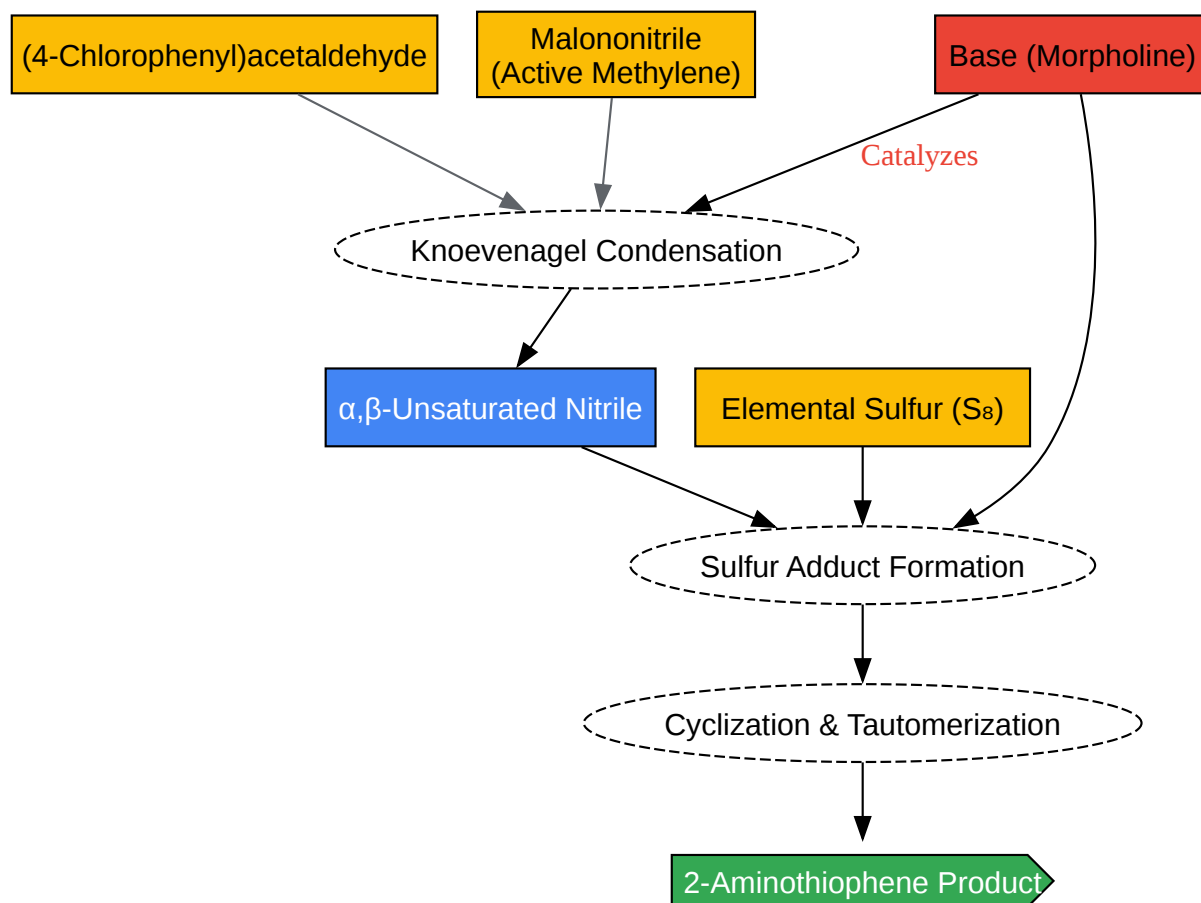 (4-Chlorophenyl)acetaldehyde
Malononitrile
(Active Methylene)
Base (Morpholine)
Catalyzes
Knoevenagel Condensation
α,β-Unsaturated Nitrile
Elemental Sulfur (S₈)
Sulfur Adduct Formation
Cyclization & Tautomerization
2-Aminothiophene Product